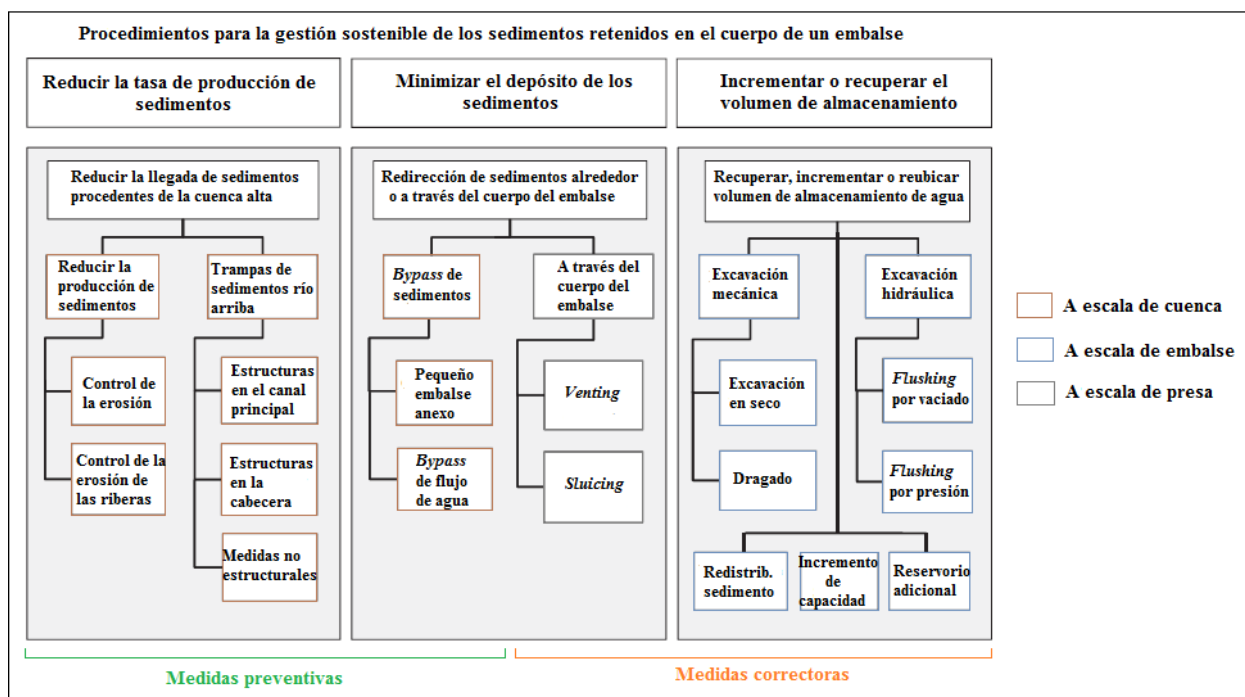 Procedimientos para la gestión sostenible de los sedimentos retenidos en el cuerpo de un embalse
Reducir la tasa de producción de
sedimentos
Minimizar el depósito de los
sedimentos
Incrementar o recuperar el
volumen de almacenamiento
Reducir la llegada de sedimentos
procedentes de la cuenca alta
Reducir la
producción de
sedimentos
Trampas de
sedimentos río
arriba
Control de
la erosión
Control de la
erosión de
las riberas
Estructuras
en el canal
principal
Estructuras
en la
cabecera
Medidas no
estructurales
Redirección de sedimentos alrededor
o a través del cuerpo del embalse
Bypass de
sedimentos
A través del
cuerpo del
embalse
Pequeño
embalse
anexo
Bypass
de flujo
de agua
Venting
Sluicing
Recuperar, incrementar o reubicar
volumen de almacenamiento de agua
Excavación
mecánica
Excavación
hidráulica
Excavación
en seco
Dragado
Flushing
por vaciado
Flushing
por presión
Redistrib.
sedimento
Incremento
de
capacidad
Reservorio
adicional
A escala de cuenca
A escala de embalse
A escala de presa
Medidas preventivas
Medidas correctoras